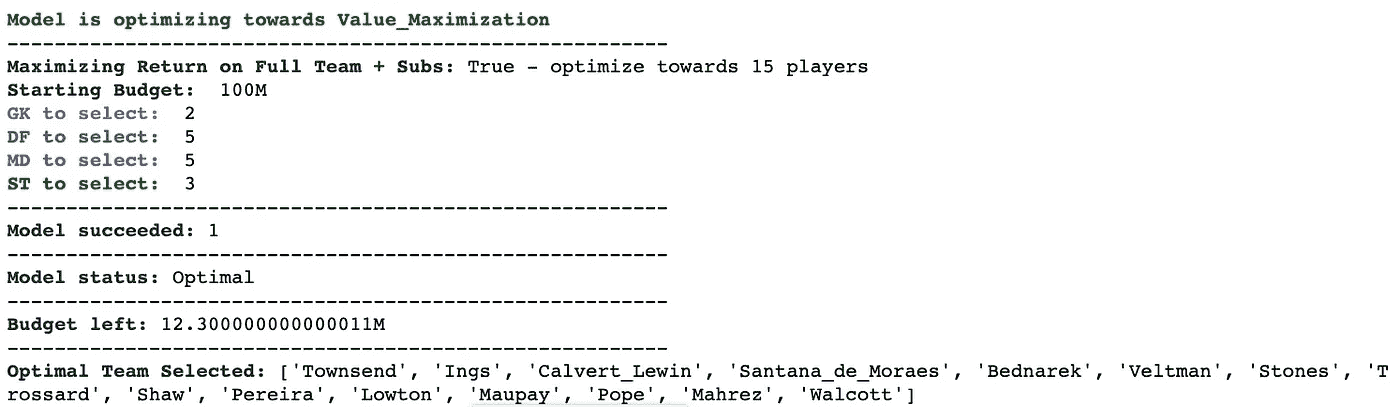 Model is optimizing towards Value_Maximization
-------------------------------------------------------
Maximizing Return on Full Team + Subs: True – optimize towards 15 players
Starting Budget:  100M
GK to select:  2
DF to select:  5
MD to select:  5
ST to select:  3
-------------------------------------------------------
Model succeeded: 1
-------------------------------------------------------
Model status: Optimal
-------------------------------------------------------
Budget left: 12.300000000000011M
-------------------------------------------------------
Optimal Team Selected: ['Townsend', 'Ings', 'Calvert_Lewin', 'Santana_de_Moraes', 'Bednarek', 'Veltman', 'Stones', 'T
rossard', 'Shaw', 'Pereira', 'Lowton', 'Maupay', 'Pope', 'Mahrez', 'Walcott']